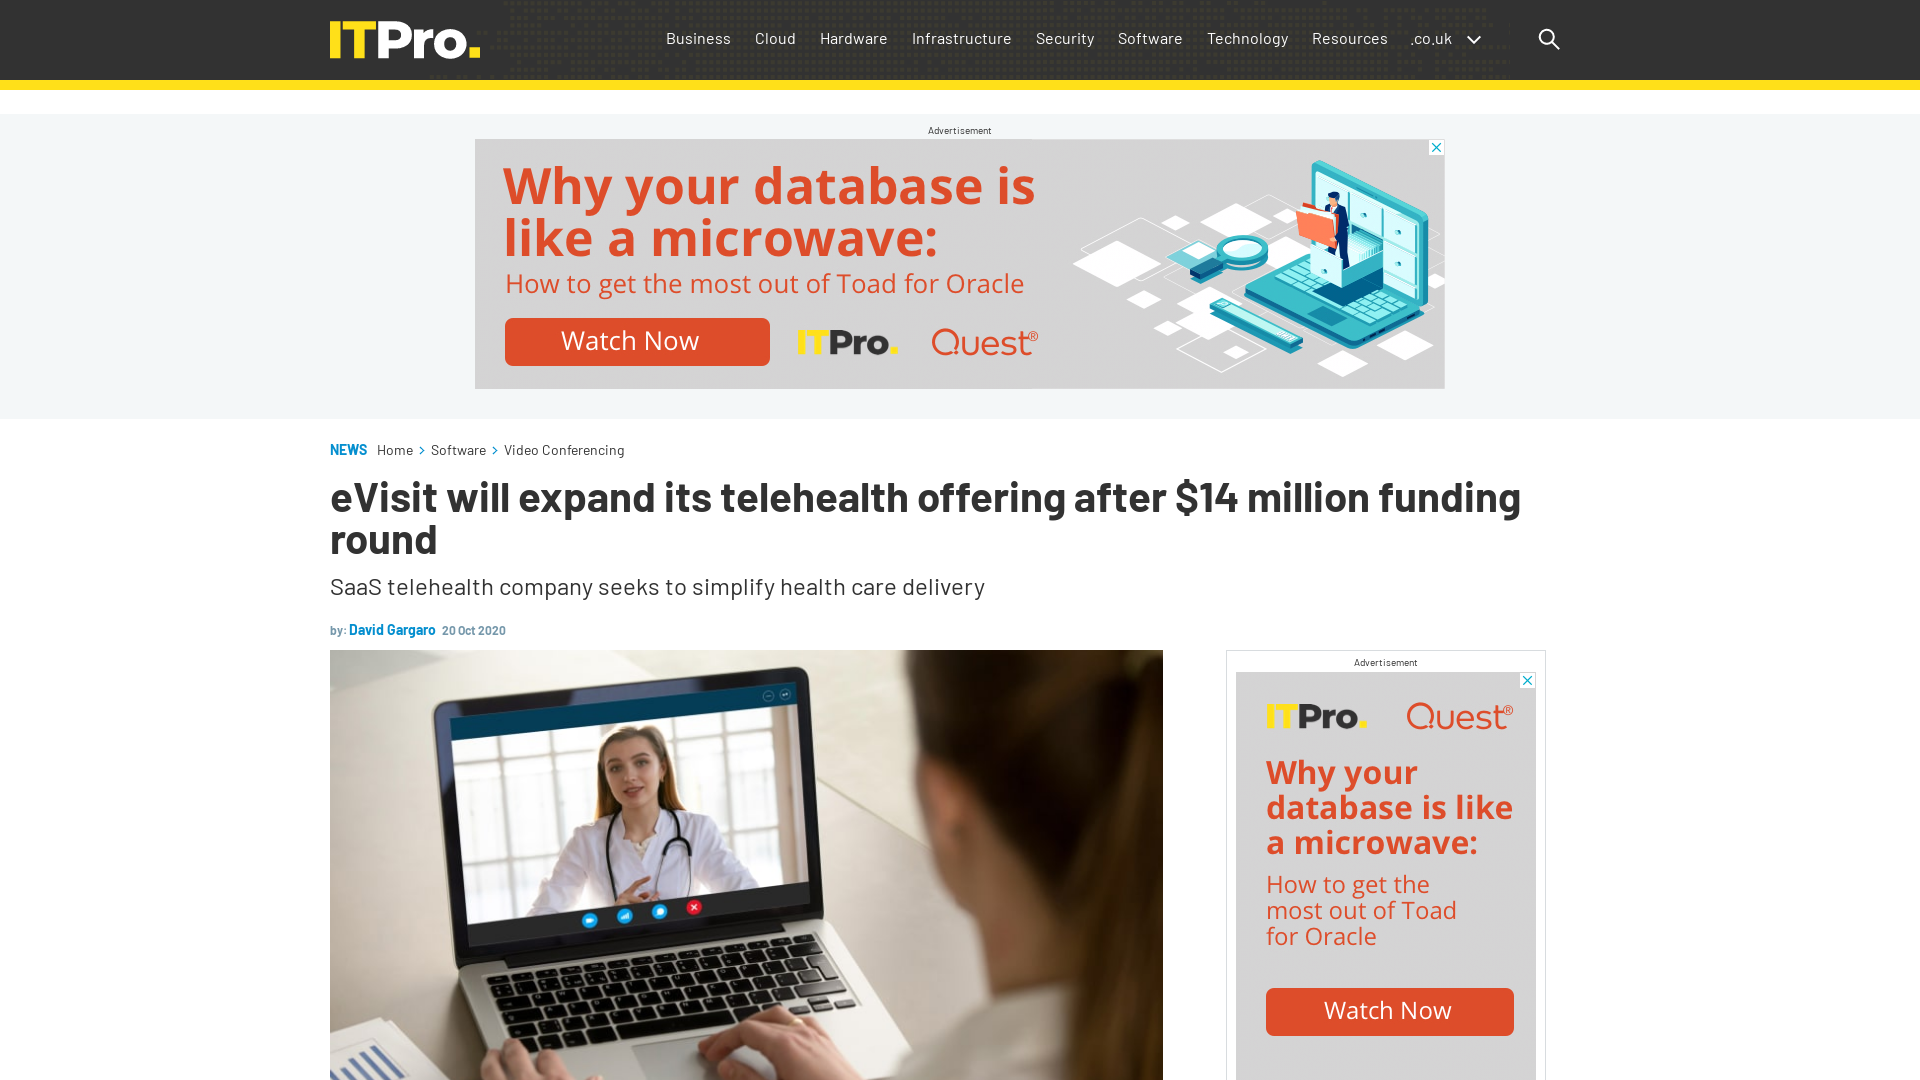 ITPro.
Business Cloud Hardware Infrastructure Security Software Technology Resources .co.uk
Advertisement
Why your database is
like a microwave:
How to get the most out of Toad for Oracle
Watch Now ITPro. Quest®
NEWS Home > Software > Video Conferencing
eVisit will expand its telehealth offering after $14 million funding
round
SaaS telehealth company seeks to simplify health care delivery
by: David Gargaro 20 Oct 2020
Advertisement
ITPro. Quest®
Why your
database is like
a microwave:
How to get the
most out of Toad
for Oracle
Watch Now